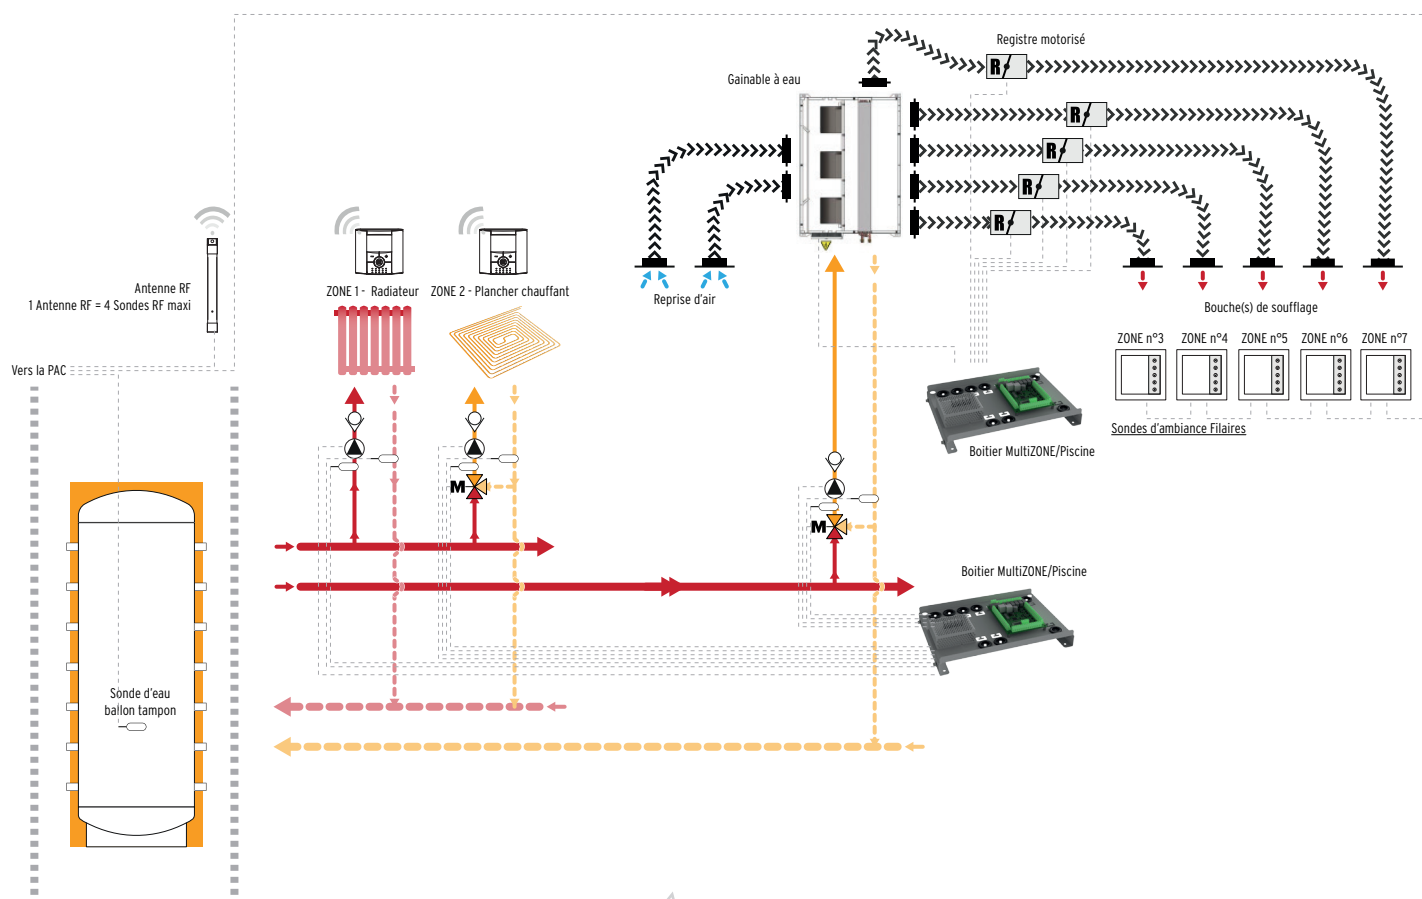 Registre motorisé
Gainable à eau
R
R
R
R
R
Antenne RF
1 Antenne RF = 4 Sondes RF maxi
ZONE 1 - Radiateur
ZONE 2 - Plancher chauffant
Reprise d'air
Bouche(s) de soufflage
ZONE n°3
ZONE n°4
ZONE n°5
ZONE n°6
ZONE n°7
Vers la PAC
Sondes d'ambiance Filaires
Boitier MultiZONE/Piscine
M
M
Boitier MultiZONE/Piscine
Sonde d'eau
ballon tampon